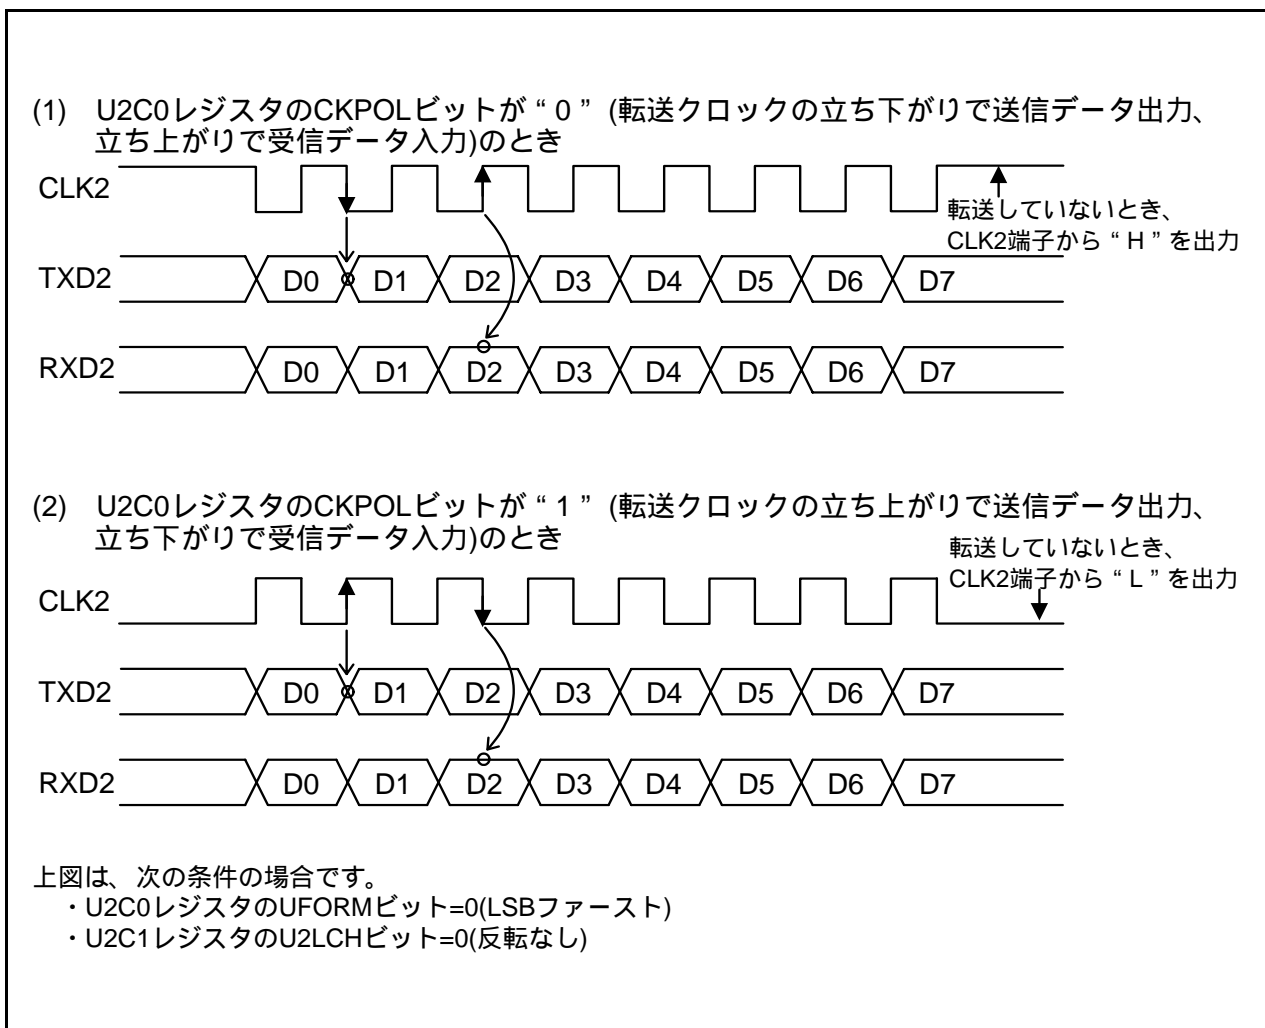 (1) U2C0レジスタのCKPOLビットが“0”(転送クロックの立ち下がりで送信データ出力、
立ち上がりで受信データ入力)のとき
CLK2
転送していないとき、
CLK2端子から“H”を出力
TXD2 D0 D1 D2 D3 D4 D5 D6 D7
RXD2 D0 D1 D2 D3 D4 D5 D6 D7
(2) U2C0レジスタのCKPOLビットが“1”(転送クロックの立ち上がりで送信データ出力、
立ち下がりで受信データ入力)のとき
転送していないとき、
CLK2端子から“L”を出力
CLK2
TXD2 D0 D1 D2 D3 D4 D5 D6 D7
RXD2 D0 D1 D2 D3 D4 D5 D6 D7
上図は、次の条件の場合です。
・U2C0レジスタのUFORMビット=0(LSBファースト)
・U2C1レジスタのU2LCHビット=0(反転なし)